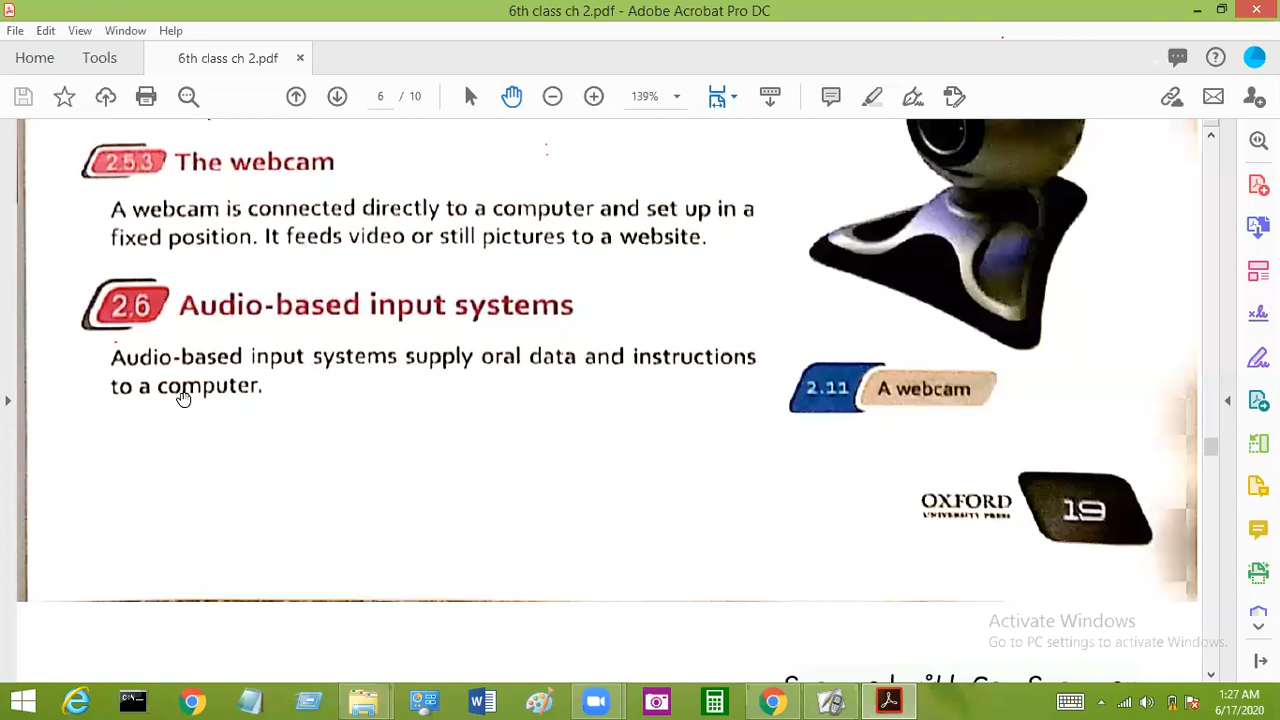 6th class ch 2.pdf - Adobe Acrobat Pro DC
File Edit View Window Help
Home Tools 6th class ch 2.pdf ×
6 / 10 139%
2.5.3 The webcam
A webcam is connected directly to a computer and set up in a
fixed position. It feeds video or still pictures to a website.
2.6 Audio-based input systems
Audio-based input systems supply oral data and instructions
to a computer.
2.11 A webcam
OXFORD
UNIVERSITY PRESS
19
Activate Windows
Go to PC settings to activate Windows.
1:27 AM
6/17/2020